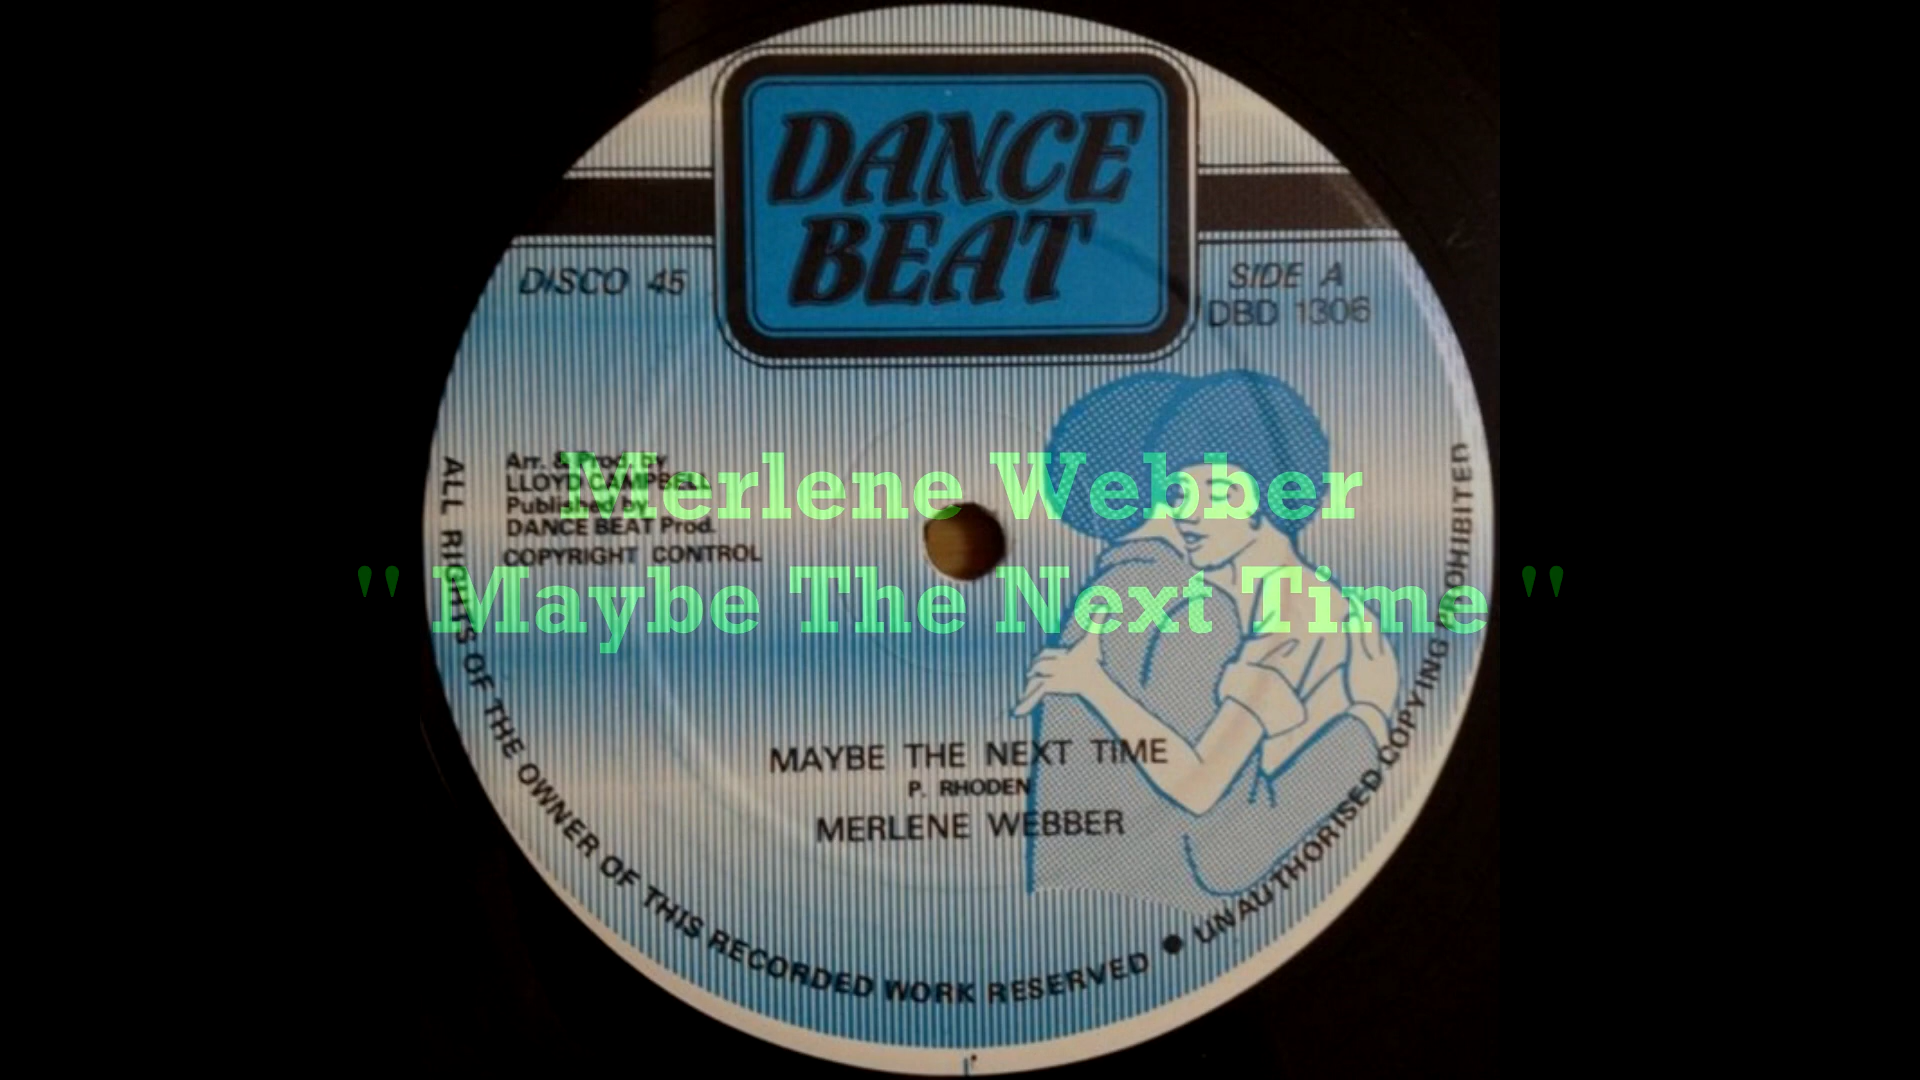 DANCE
BEAT
DISCO 45
SIDE A
DBD 1306
Arr. & Prod. by
LLOYD CAMPBELL
Published by
DANCE BEAT Prod.
COPYRIGHT CONTROL
Merlene Webber
" Maybe The Next Time "
MAYBE THE NEXT TIME
P. RHODEN
MERLENE WEBBER
ALL RIGHTS OF THE OWNER OF THIS RECORDED WORK RESERVED ● UNAUTHORISED COPYING PROHIBITED